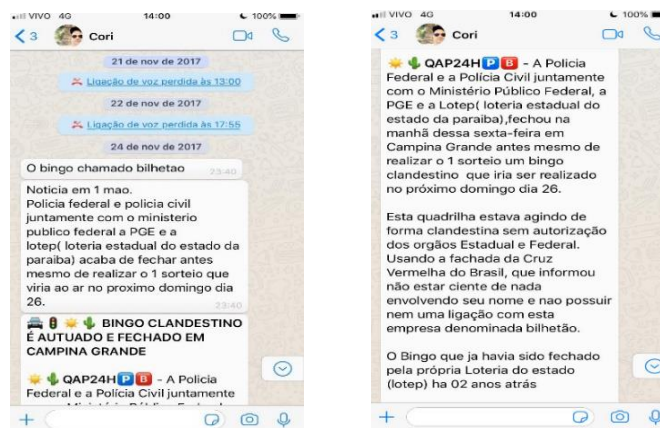 VIVO 4G 14:00 100%
3 Cori
21 de nov de 2017
Ligação de voz perdida às 13:00
22 de nov de 2017
Ligação de voz perdida às 17:55
24 de nov de 2017
O bingo chamado bilhetao 23:40
Noticia em 1 mao.
Policia federal e policia civil
juntamente com o ministerio
publico federal a PGE e a
lotep( loteria estadual do estado da
paraiba) acaba de fechar antes
mesmo de realizar o 1 sorteio que
viria ao ar no proximo domingo dia
26. 23:40
BINGO CLANDESTINO
É AUTUADO E FECHADO EM
CAMPINA GRANDE
QAP24H P B - A Policia
Federal e a Polícia Civil juntamente
VIVO 4G 14:00 100%
3 Cori
QAP24H P B - A Policia
Federal e a Polícia Civil juntamente
com o Ministério Público Federal, a
PGE e a Lotep( loteria estadual do
estado da paraiba),fechou na
manhã dessa sexta-feira em
Campina Grande antes mesmo de
realizar o 1 sorteio um bingo
clandestino que iria ser realizado
no próximo domingo dia 26.
Esta quadrilha estava agindo de
forma clandestina sem autorização
dos orgãos Estadual e Federal.
Usando a fachada da Cruz
Vermelha do Brasil, que informou
não estar ciente de nada
envolvendo seu nome e nao possuir
nem uma ligação com esta
empresa denominada bilhetão.
O Bingo que ja havia sido fechado
pela própria Loteria do estado
(lotep) ha 02 anos atrás